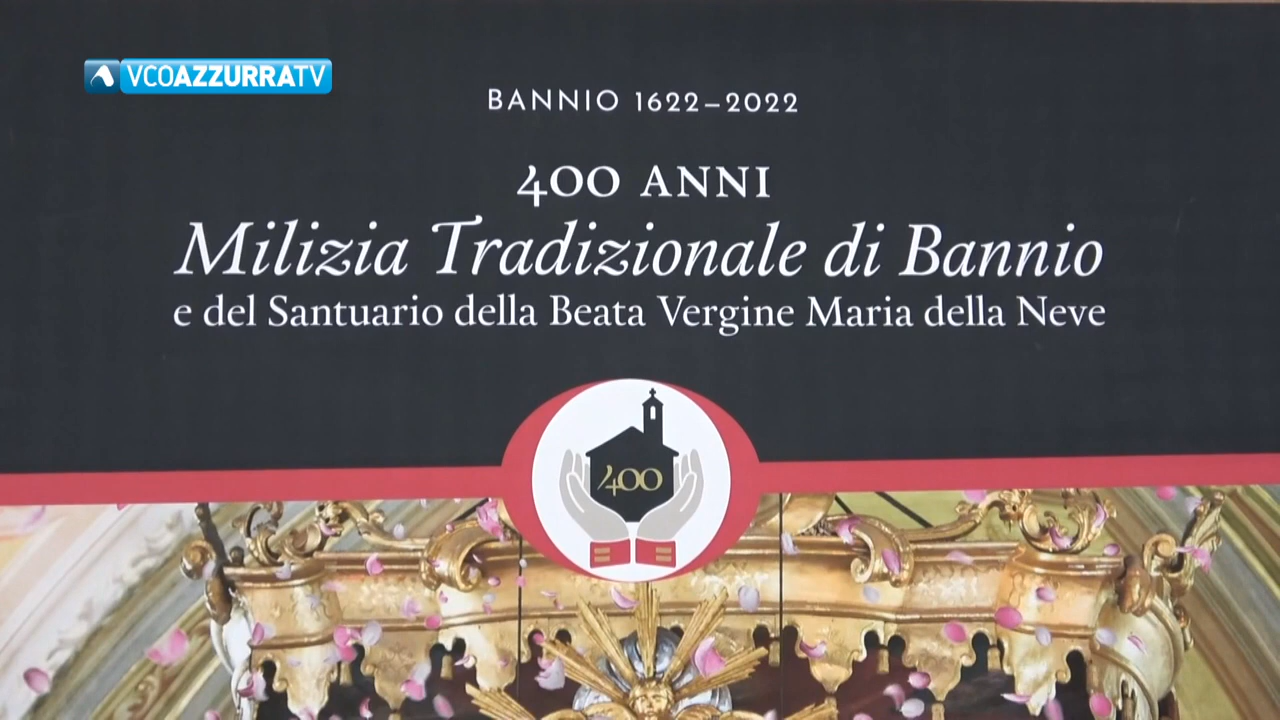 VCOAZZURRATV
BANNIO 1622–2022
400 ANNI
Milizia Tradizionale di Bannio
e del Santuario della Beata Vergine Maria della Neve
400